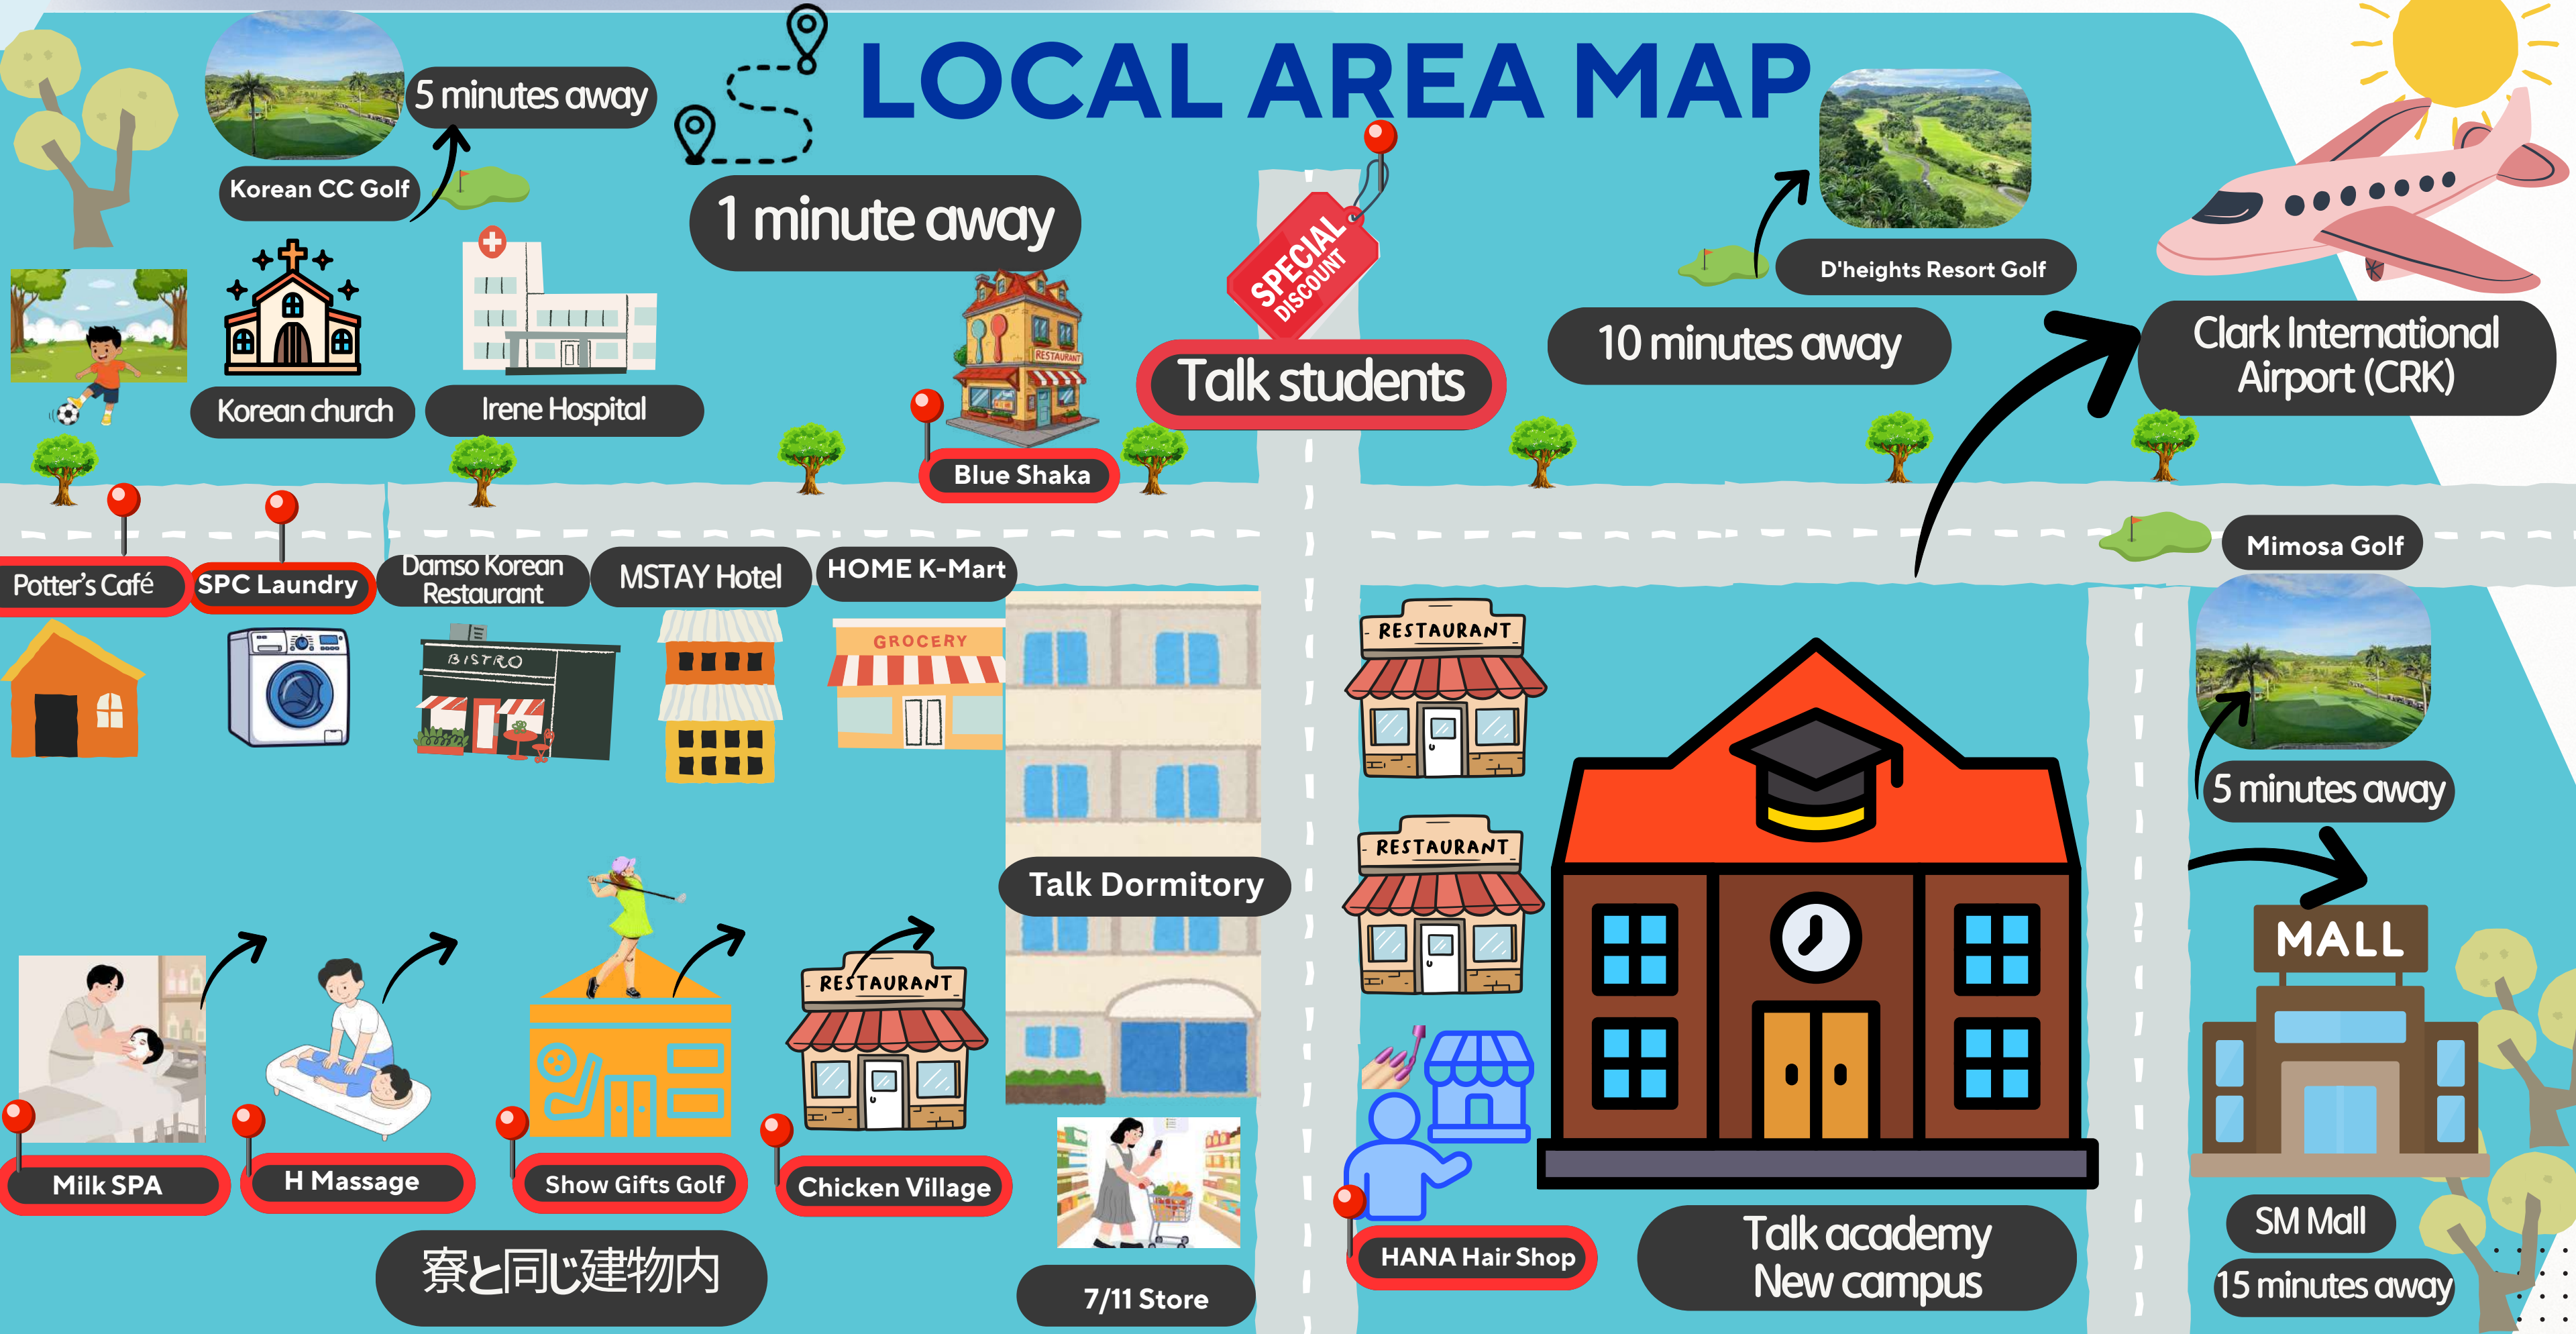 LOCAL AREA MAP
5 minutes away
Korean CC Golf
1 minute away
SPECIAL
DISCOUNT
Talk students
D'heights Resort Golf
10 minutes away
Clark International
Airport (CRK)
Korean church
Irene Hospital
RESTAURANT
Blue Shaka
Mimosa Golf
5 minutes away
Potter's Café
SPC Laundry
Damso Korean
Restaurant
MSTAY Hotel
HOME K-Mart
BISTRO
GROCERY
RESTAURANT
RESTAURANT
Talk Dormitory
RESTAURANT
MALL
Milk SPA
H Massage
Show Gifts Golf
Chicken Village
寮と同じ建物内
7/11 Store
HANA Hair Shop
Talk academy
New campus
SM Mall
15 minutes away